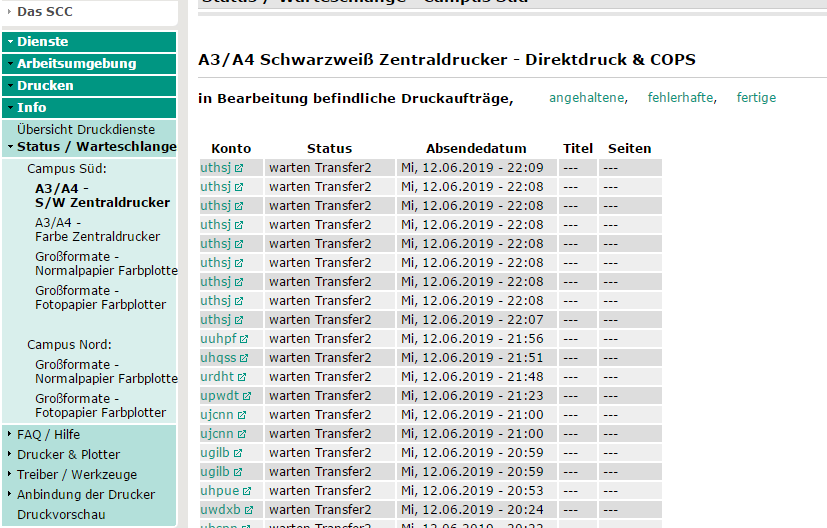 Das SCC
Dienste
Arbeitsumgebung
Drucken
Info
Übersicht Druckdienste
Status / Warteschlange
Campus Süd:
A3/A4 -
S/W Zentraldrucker
A3/A4 -
Farbe Zentraldrucker
Großformate -
Normalpapier Farbplotte
Großformate -
Fotopapier Farbplotter
Campus Nord:
Großformate -
Normalpapier Farbplotte
Großformate -
Fotopapier Farbplotter
FAQ / Hilfe
Drucker & Plotter
Treiber / Werkzeuge
Anbindung der Drucker
Druckvorschau
Status / Warteschlange - Campus Süd
A3/A4 Schwarzweiß Zentraldrucker - Direktdruck & COPS
in Bearbeitung befindliche Druckaufträge, angehaltene, fehlerhafte, fertige
Konto Status Absendedatum Titel Seiten
uthsj warten Transfer2 Mi, 12.06.2019 - 22:09 --- ---
uthsj warten Transfer2 Mi, 12.06.2019 - 22:08 --- ---
uthsj warten Transfer2 Mi, 12.06.2019 - 22:08 --- ---
uthsj warten Transfer2 Mi, 12.06.2019 - 22:08 --- ---
uthsj warten Transfer2 Mi, 12.06.2019 - 22:08 --- ---
uthsj warten Transfer2 Mi, 12.06.2019 - 22:08 --- ---
uthsj warten Transfer2 Mi, 12.06.2019 - 22:08 --- ---
uthsj warten Transfer2 Mi, 12.06.2019 - 22:08 --- ---
uthsj warten Transfer2 Mi, 12.06.2019 - 22:07 --- ---
uuhpf warten Transfer2 Mi, 12.06.2019 - 21:56 --- ---
uhqss warten Transfer2 Mi, 12.06.2019 - 21:51 --- ---
urdht warten Transfer2 Mi, 12.06.2019 - 21:48 --- ---
upwdt warten Transfer2 Mi, 12.06.2019 - 21:23 --- ---
ujcnn warten Transfer2 Mi, 12.06.2019 - 21:00 --- ---
ujcnn warten Transfer2 Mi, 12.06.2019 - 21:00 --- ---
ugilb warten Transfer2 Mi, 12.06.2019 - 20:59 --- ---
ugilb warten Transfer2 Mi, 12.06.2019 - 20:59 --- ---
uhpue warten Transfer2 Mi, 12.06.2019 - 20:53 --- ---
uwdxb warten Transfer2 Mi, 12.06.2019 - 20:24 --- ---
warten Transfer2 Mi, 12.06.2019 - --- ---